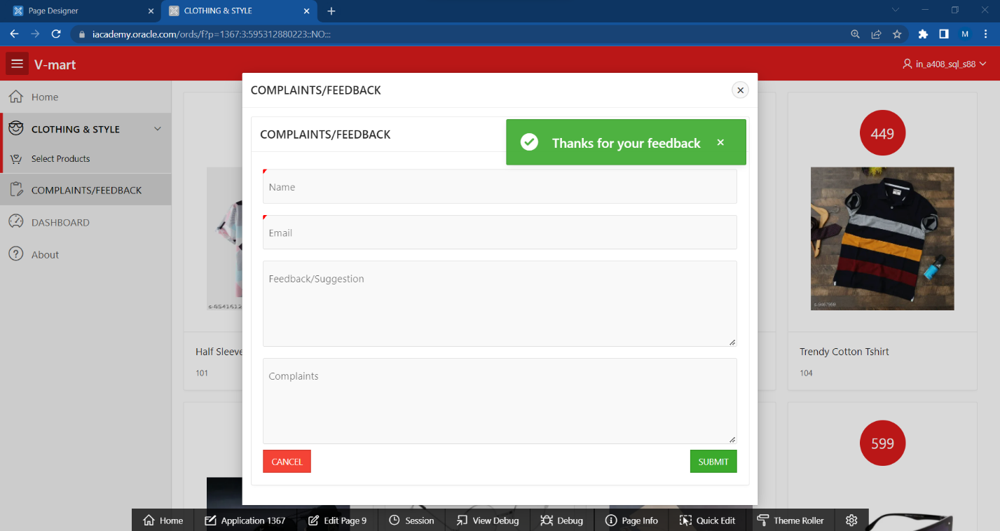 Page Designer
CLOTHING & STYLE
iacademy.oracle.com/ords/f?p=1367:3:595312880223::NO:::
M
V-mart
in_a408_sql_s88
Home
CLOTHING & STYLE
Select Products
COMPLAINTS/FEEDBACK
DASHBOARD
About
COMPLAINTS/FEEDBACK
COMPLAINTS/FEEDBACK
Thanks for your feedback
Name
Email
Feedback/Suggestion
Complaints
CANCEL
SUBMIT
Half Sleeve
101
449
Trendy Cotton Tshirt
104
599
Home
Application 1367
Edit Page 9
Session
View Debug
Debug
Page Info
Quick Edit
Theme Roller